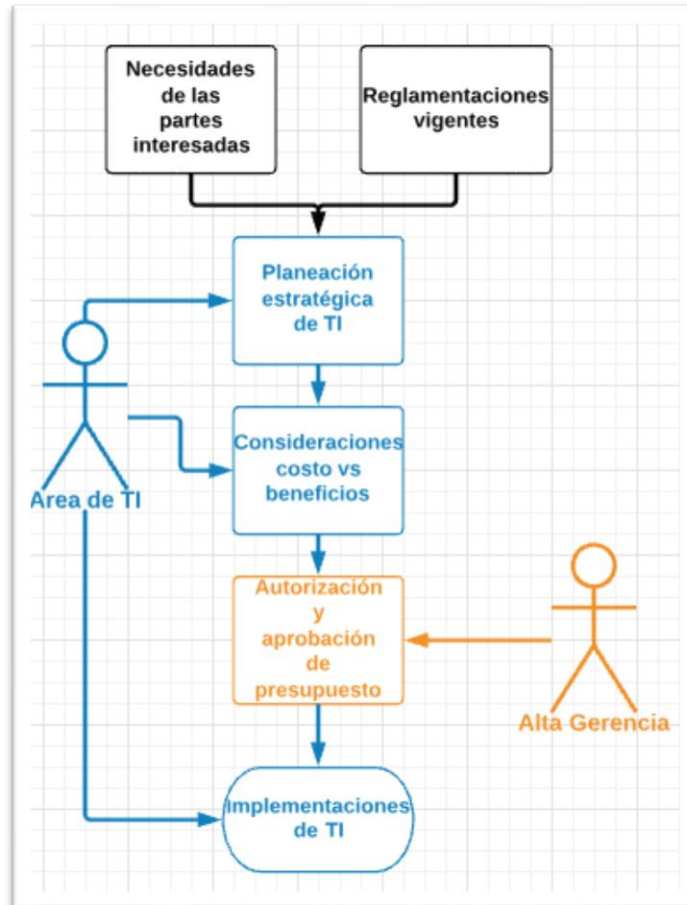 Necesidades
de las
partes
interesadas
Reglamentaciones
vigentes
Planeación
estratégica
de TI
Consideraciones
costo vs
beneficios
Area de TI
Autorización
y
aprobación
de
presupuesto
Alta Gerencia
Implementaciones
de TI